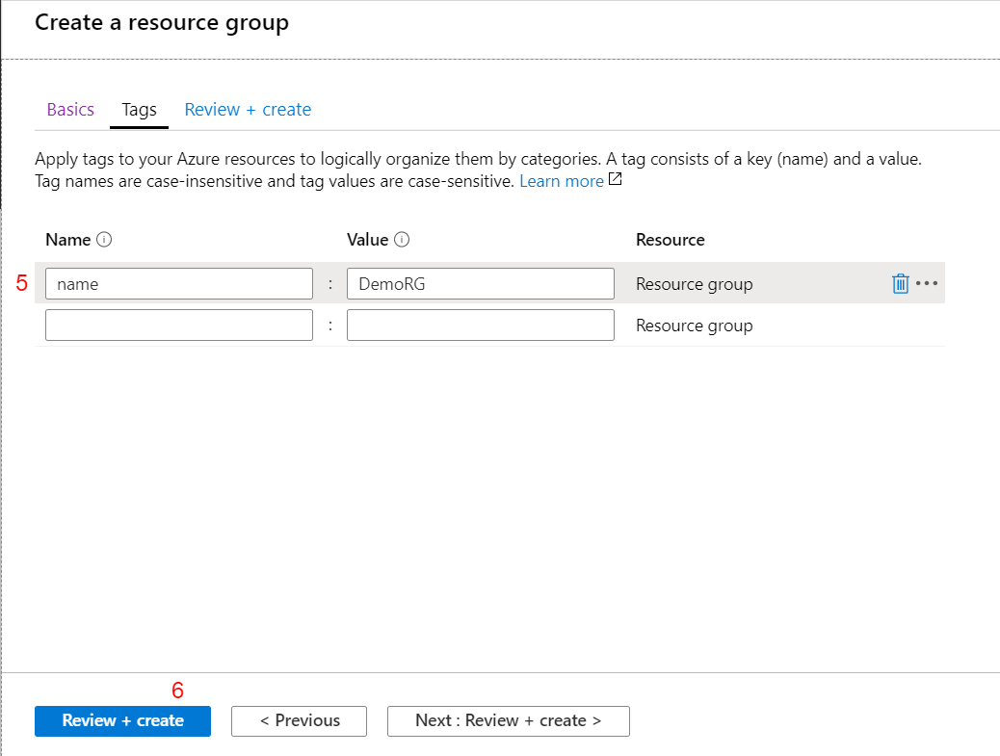 Create a resource group
Basics Tags Review + create
Apply tags to your Azure resources to logically organize them by categories. A tag consists of a key (name) and a value.
Tag names are case-insensitive and tag values are case-sensitive. Learn more
Name Value Resource
5 name : DemoRG Resource group
: Resource group
6
Review + create < Previous Next : Review + create >